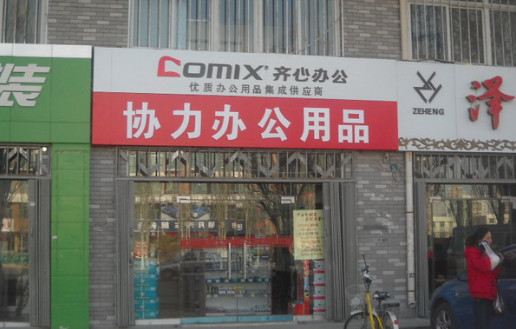 装
COMIX® 齐心办公
优质办公用品集成供应商
协力办公用品
ZEHENG
泽